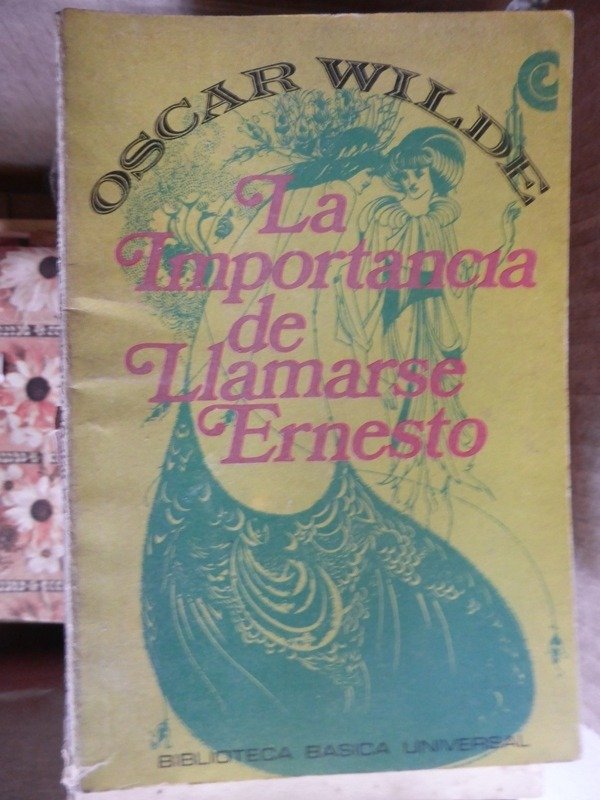 OSCAR WILDE
La
Importancia
de
Llamarse
Ernesto
BIBLIOTECA BASICA UNIVERSAL